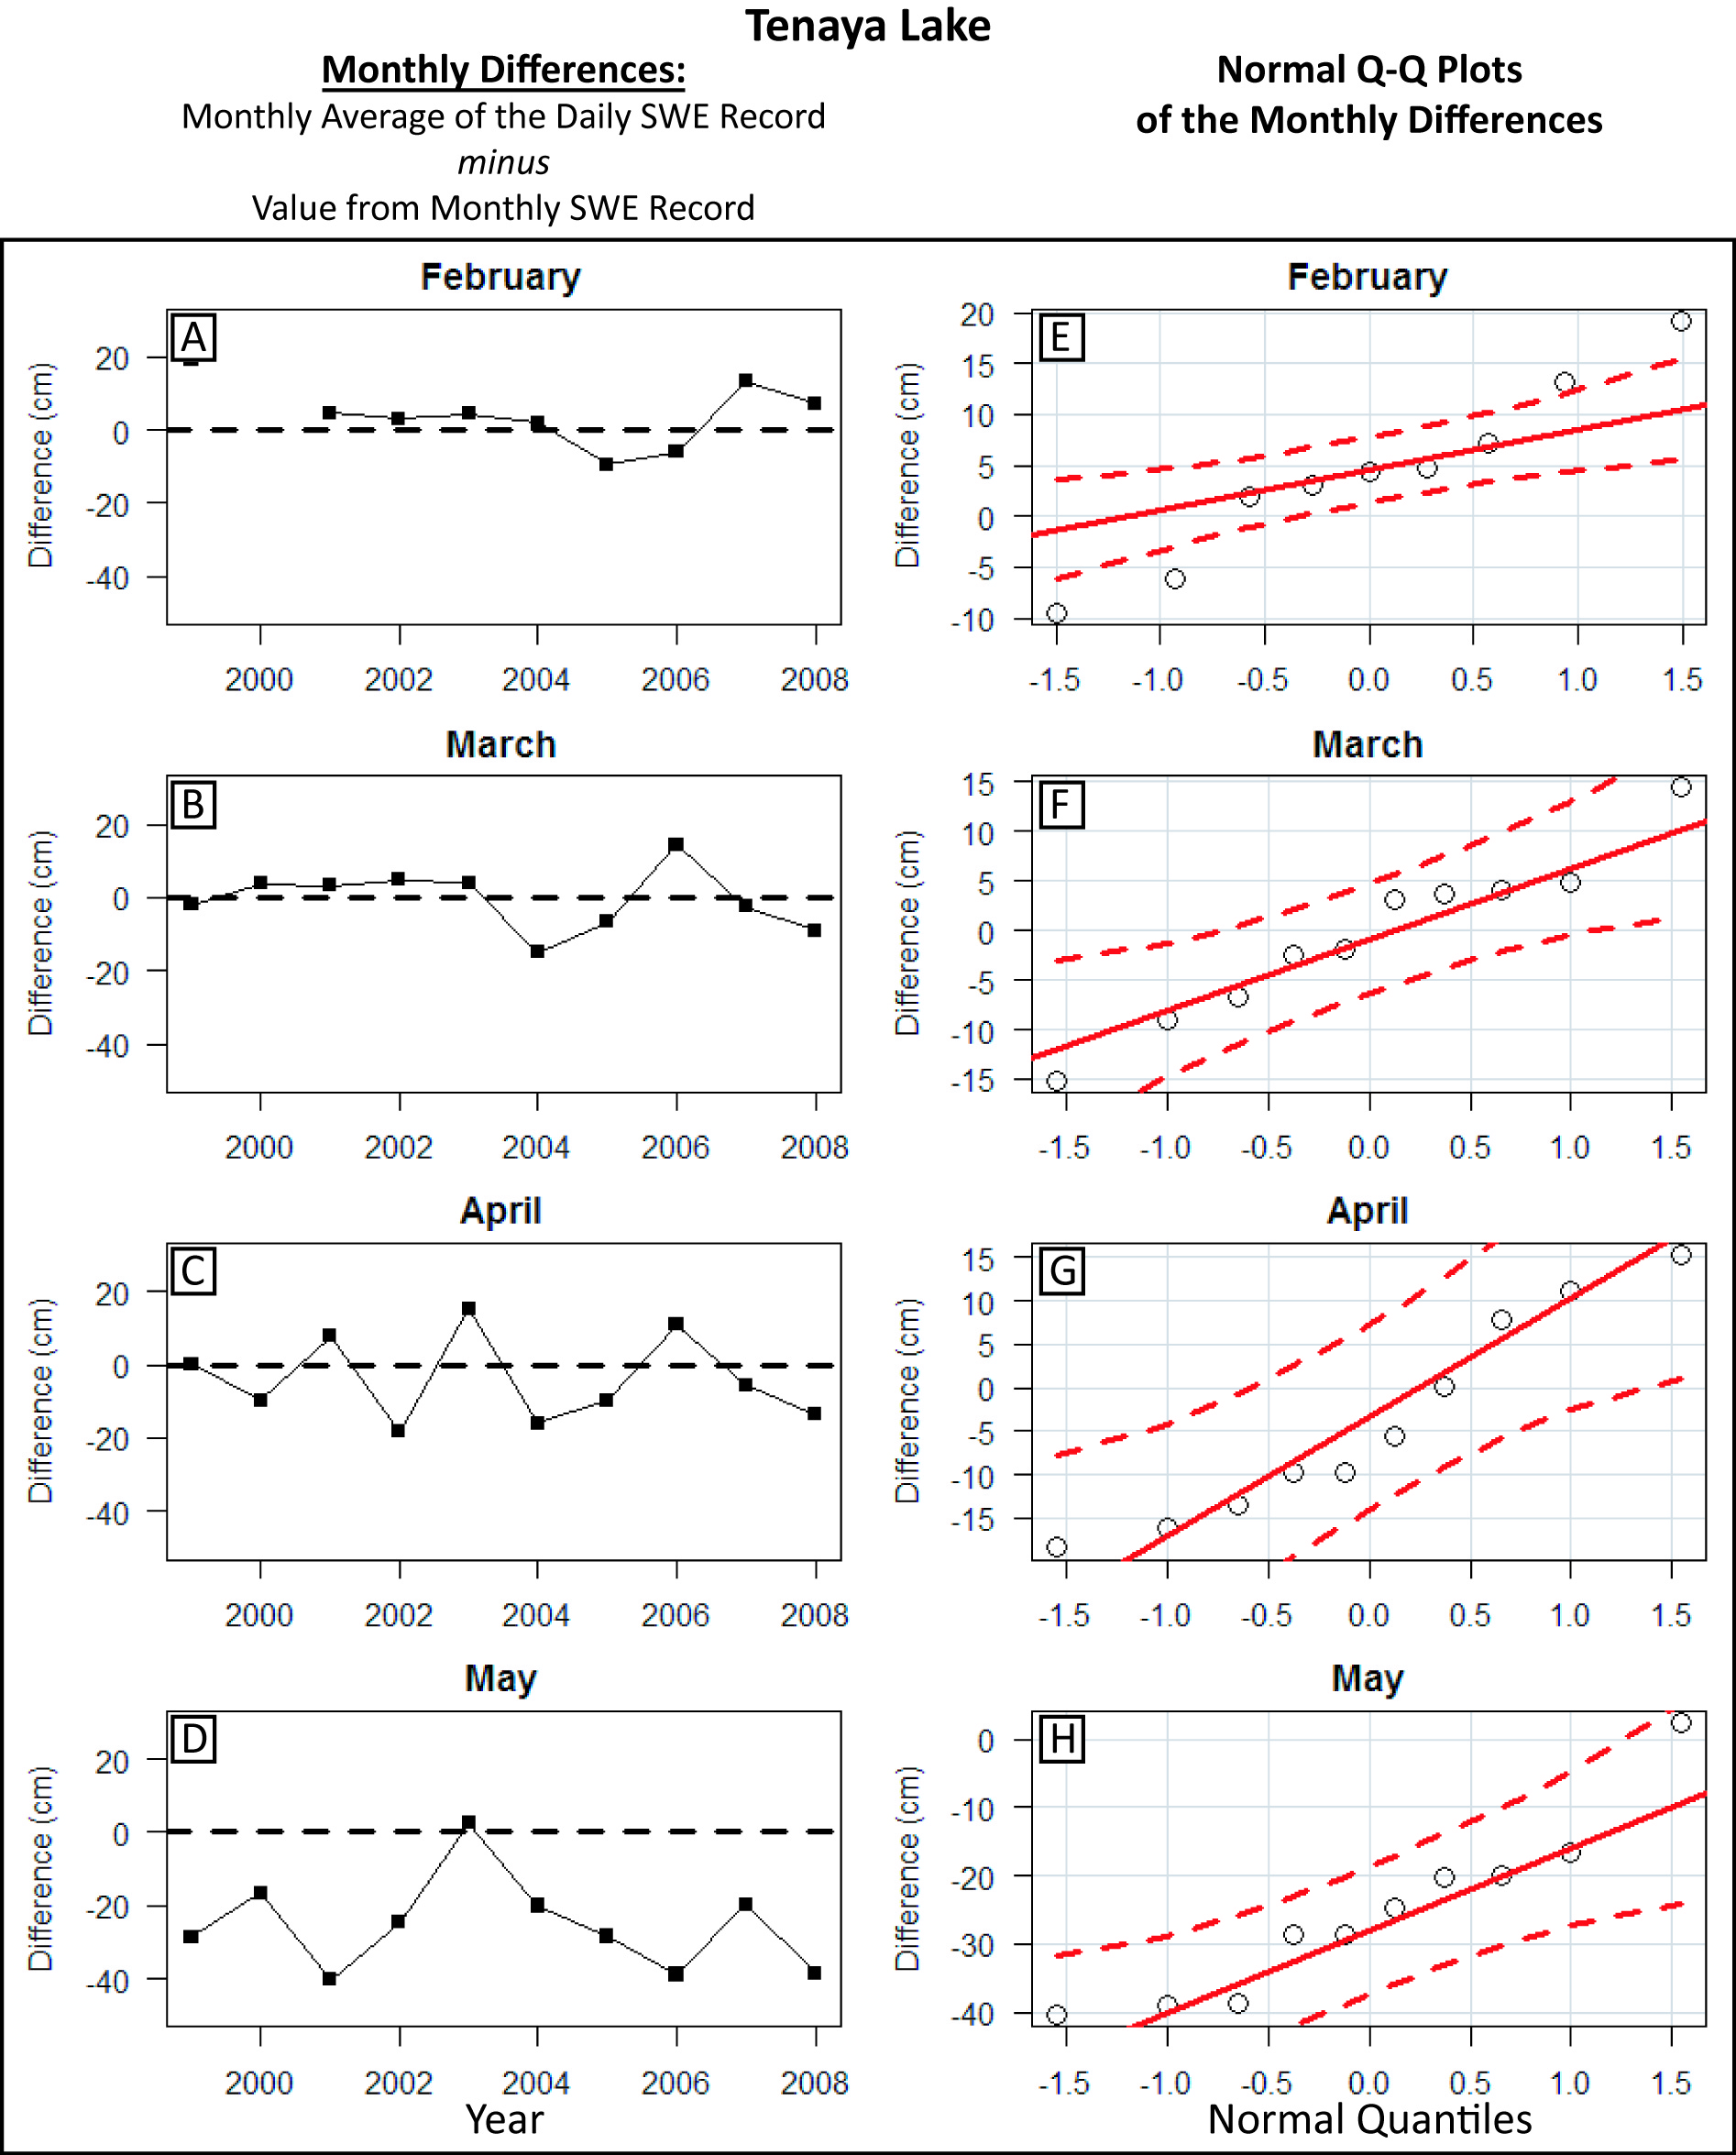 Tenaya Lake
Monthly Differences:
Monthly Average of the Daily SWE Record
minus
Value from Monthly SWE Record
Normal Q-Q Plots
of the Monthly Differences
February
A
Difference (cm)
20
0
-20
-40
2000 2002 2004 2006 2008
February
E
Difference (cm)
20
15
10
5
0
-5
-10
-1.5 -1.0 -0.5 0.0 0.5 1.0 1.5
March
B
Difference (cm)
20
0
-20
-40
2000 2002 2004 2006 2008
March
F
Difference (cm)
15
10
5
0
-5
-10
-15
-1.5 -1.0 -0.5 0.0 0.5 1.0 1.5
April
C
Difference (cm)
20
0
-20
-40
2000 2002 2004 2006 2008
April
G
Difference (cm)
15
10
5
0
-5
-10
-15
-1.5 -1.0 -0.5 0.0 0.5 1.0 1.5
May
D
Difference (cm)
20
0
-20
-40
2000 2002 2004 2006 2008
Year
May
H
Difference (cm)
0
-10
-20
-30
-40
-1.5 -1.0 -0.5 0.0 0.5 1.0 1.5
Normal Quantiles